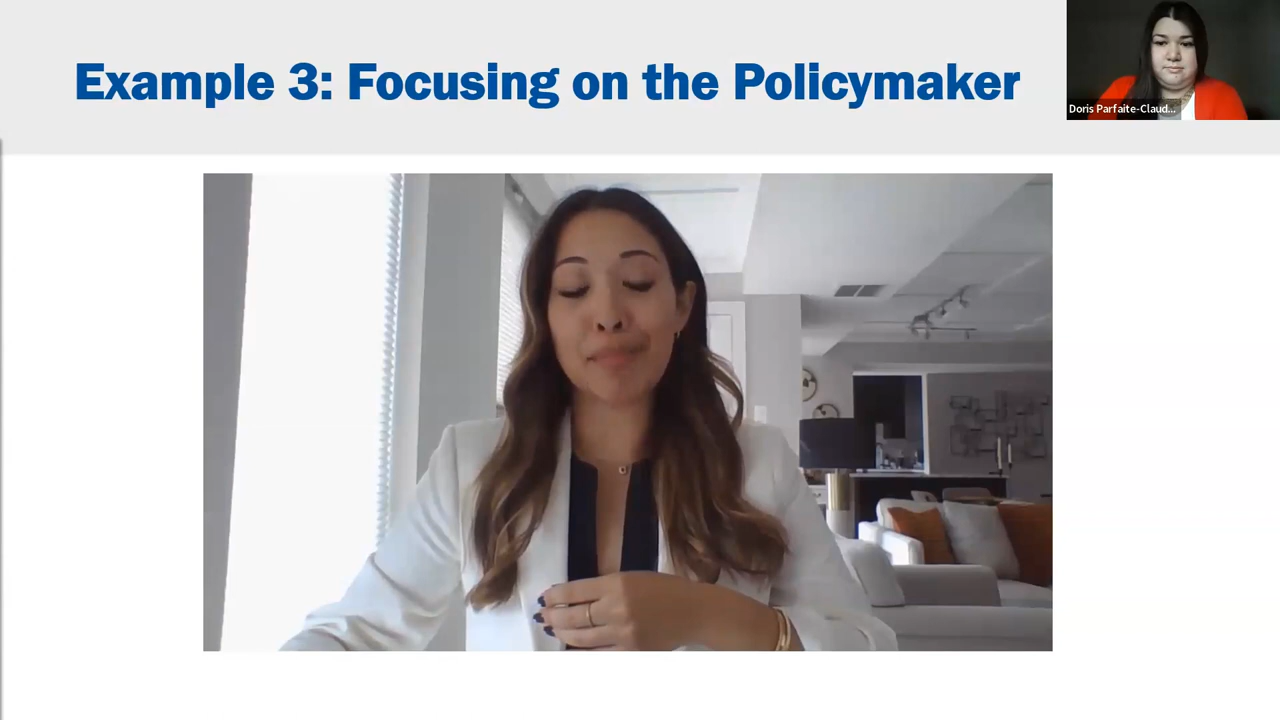 Example 3: Focusing on the Policymaker
Doris Parfaite-Claud...